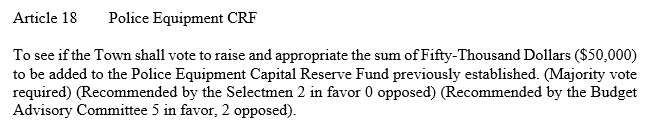 Article 18 Police Equipment CRF
To see if the Town shall vote to raise and appropriate the sum of Fifty-Thousand Dollars ($50,000)
to be added to the Police Equipment Capital Reserve Fund previously established. (Majority vote
required) (Recommended by the Selectmen 2 in favor 0 opposed) (Recommended by the Budget
Advisory Committee 5 in favor, 2 opposed).